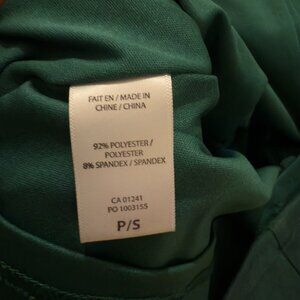 FAIT EN / MADE IN
CHINE / CHINA
92% POLYESTER /
POLYESTER
8% SPANDEX / SPANDEX
CA 01241
PO 1003155
P/S